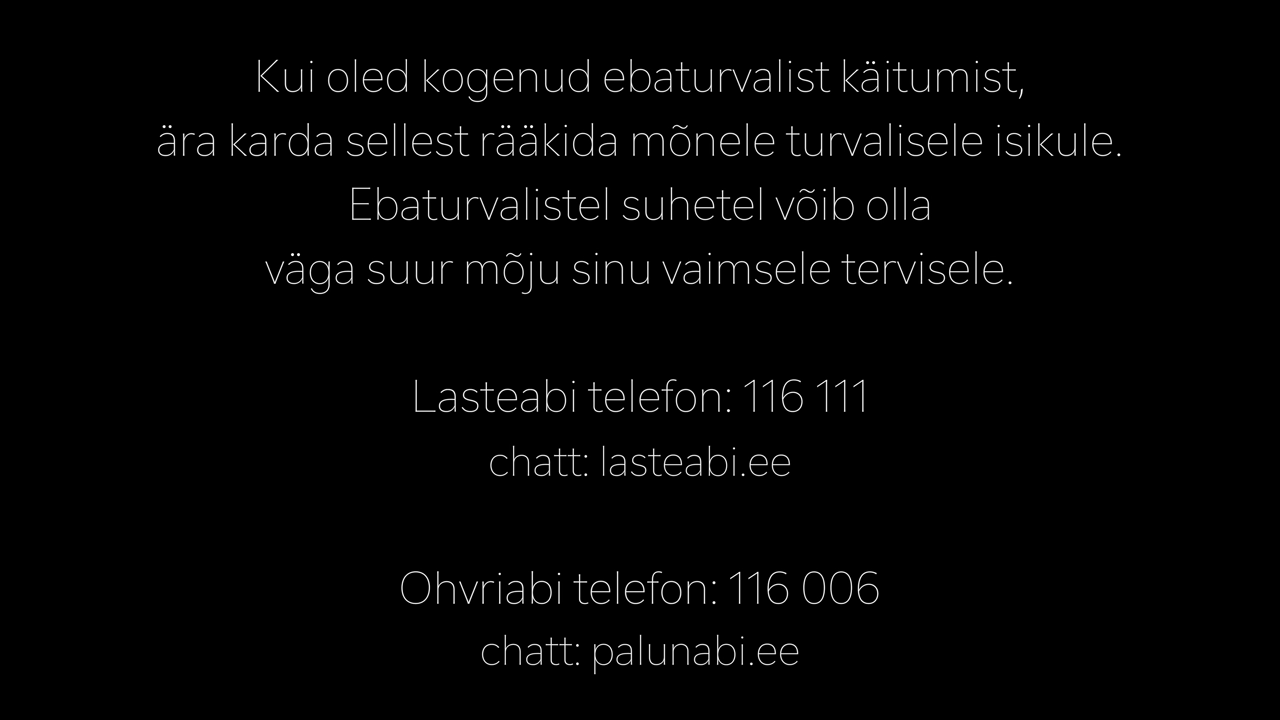 Kui oled kogenud ebaturvalist käitumist,
ära karda sellest rääkida mõnele turvalisele isikule.
Ebaturvalistel suhetel võib olla
väga suur mõju sinu vaimsele tervisele.
Lasteabi telefon: 116 111
chatt: lasteabi.ee
Ohvriabi telefon: 116 006
chatt: palunabi.ee